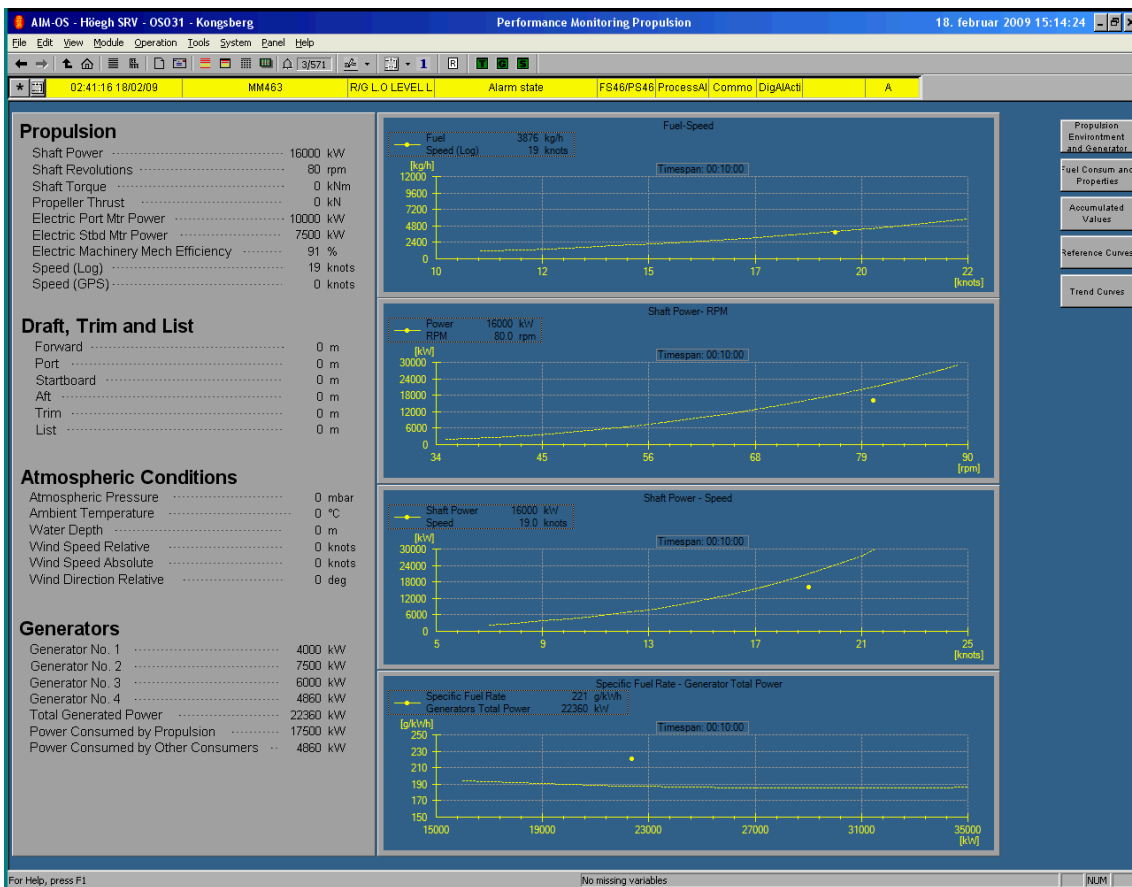 AIM-OS - Höegh SRV - OS031 - Kongsberg Performance Monitoring Propulsion 18. februar 2009 15:14:24
File Edit View Module Operation Tools System Panel Help
3/571 1 R T G S
* 02:41:16 18/02/09 MM463 R/G L.O LEVEL L Alarm state FS46/PS46 ProcessAl Commo DigAlActi A
Propulsion
Shaft Power 16000 kW
Shaft Revolutions 80 rpm
Shaft Torque 0 kNm
Propeller Thrust 0 kN
Electric Port Mtr Power 10000 kW
Electric Stbd Mtr Power 7500 kW
Electric Machinery Mech Efficiency 91 %
Speed (Log) 19 knots
Speed (GPS) 0 knots
Draft, Trim and List
Forward 0 m
Port 0 m
Startboard 0 m
Aft 0 m
Trim 0 m
List 0 m
Atmospheric Conditions
Atmospheric Pressure 0 mbar
Ambient Temperature 0 °C
Water Depth 0 m
Wind Speed Relative 0 knots
Wind Speed Absolute 0 knots
Wind Direction Relative 0 deg
Generators
Generator No. 1 4000 kW
Generator No. 2 7500 kW
Generator No. 3 6000 kW
Generator No. 4 4860 kW
Total Generated Power 22360 kW
Power Consumed by Propulsion 17500 kW
Power Consumed by Other Consumers 4860 kW
Fuel-Speed
Fuel 3876 kg/h
Speed (Log) 19 knots
[kg/h]
Timespan: 00:10:00
12000
9600
7200
4800
2400
0
10 12 15 17 20 22
[knots]
Shaft Power- RPM
Power 16000 kW
RPM 80.0 rpm
[kW]
Timespan: 00:10:00
30000
24000
18000
12000
6000
0
34 45 56 68 79 90
[rpm]
Shaft Power - Speed
Shaft Power 16000 kW
Speed 19.0 knots
[kW]
Timespan: 00:10:00
30000
24000
18000
12000
6000
0
5 9 13 17 21 25
[knots]
Specific Fuel Rate - Generator Total Power
Specific Fuel Rate 221 g/kWh
Generators Total Power 22360 kW
[g/kWh]
Timespan: 00:10:00
250
230
210
190
170
150
15000 19000 23000 27000 31000 35000
[kW]
Propulsion
Environtment
and Generator
Fuel Consum and
Properties
Accumulated
Values
Reference Curves
Trend Curves
For Help, press F1 No missing variables NUM